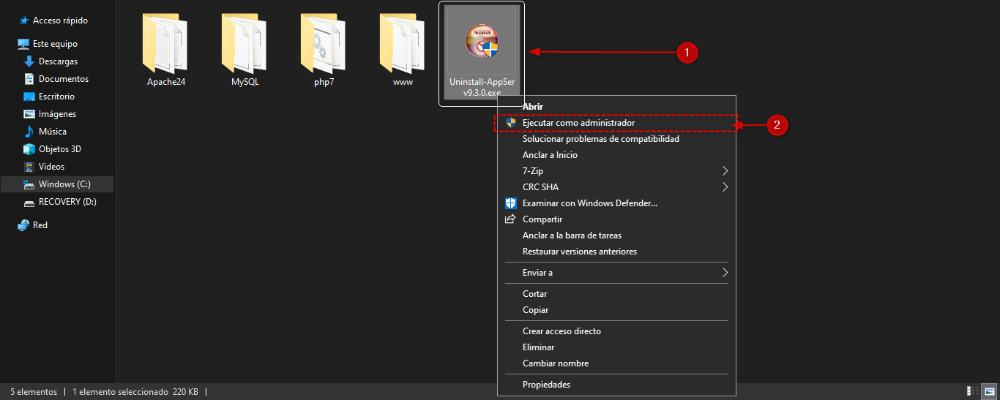 Acceso rápido
Este equipo
Descargas
Documentos
Escritorio
Imágenes
Música
Objetos 3D
Videos
Windows (C:)
RECOVERY (D:)
Red
Apache24
MySQL
php7
www
NSIS
Uninstall-AppSer
v9.3.0.exe
1
Abrir
Ejecutar como administrador
2
Solucionar problemas de compatibilidad
Anclar a Inicio
7-Zip
CRC SHA
Examinar con Windows Defender...
Compartir
Anclar a la barra de tareas
Restaurar versiones anteriores
Enviar a
Cortar
Copiar
Crear acceso directo
Eliminar
Cambiar nombre
Propiedades
5 elementos
1 elemento seleccionado 220 KB